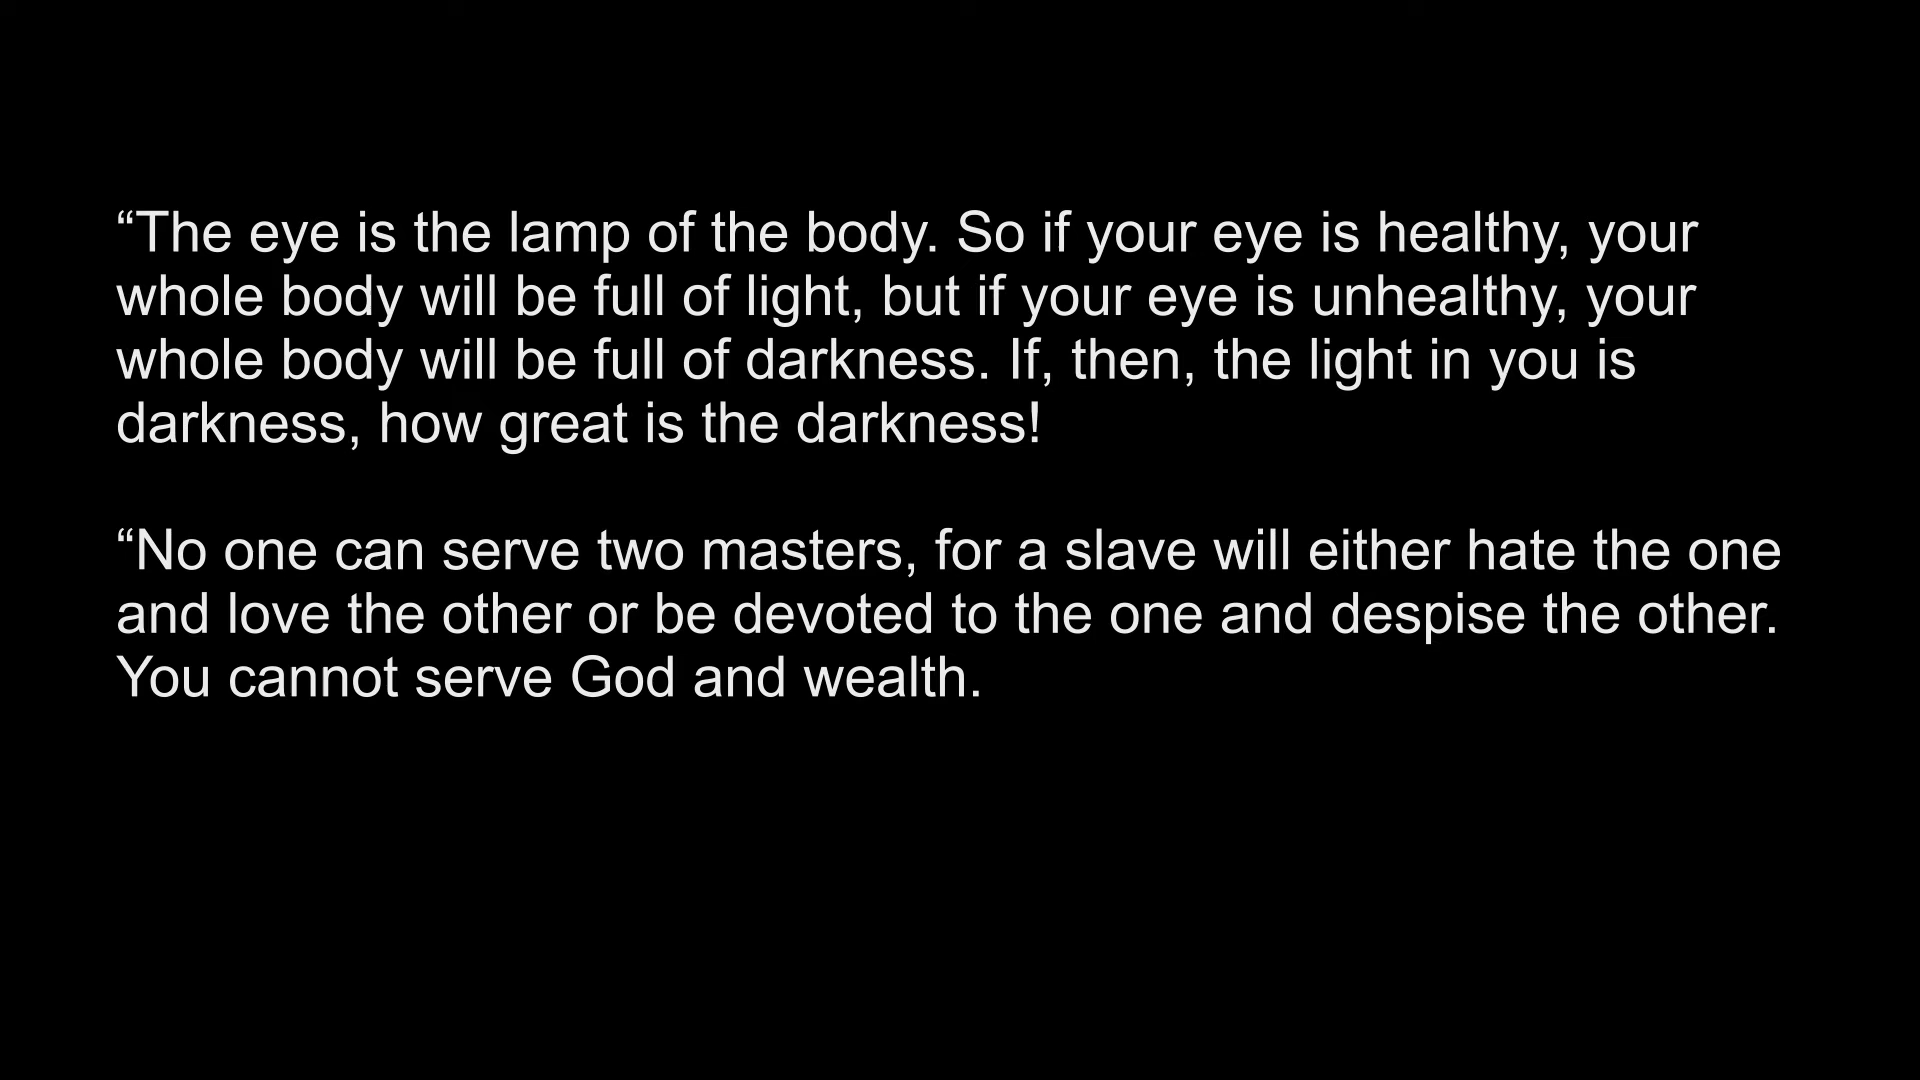 “The eye is the lamp of the body. So if your eye is healthy, your
whole body will be full of light, but if your eye is unhealthy, your
whole body will be full of darkness. If, then, the light in you is
darkness, how great is the darkness!
“No one can serve two masters, for a slave will either hate the one
and love the other or be devoted to the one and despise the other.
You cannot serve God and wealth.